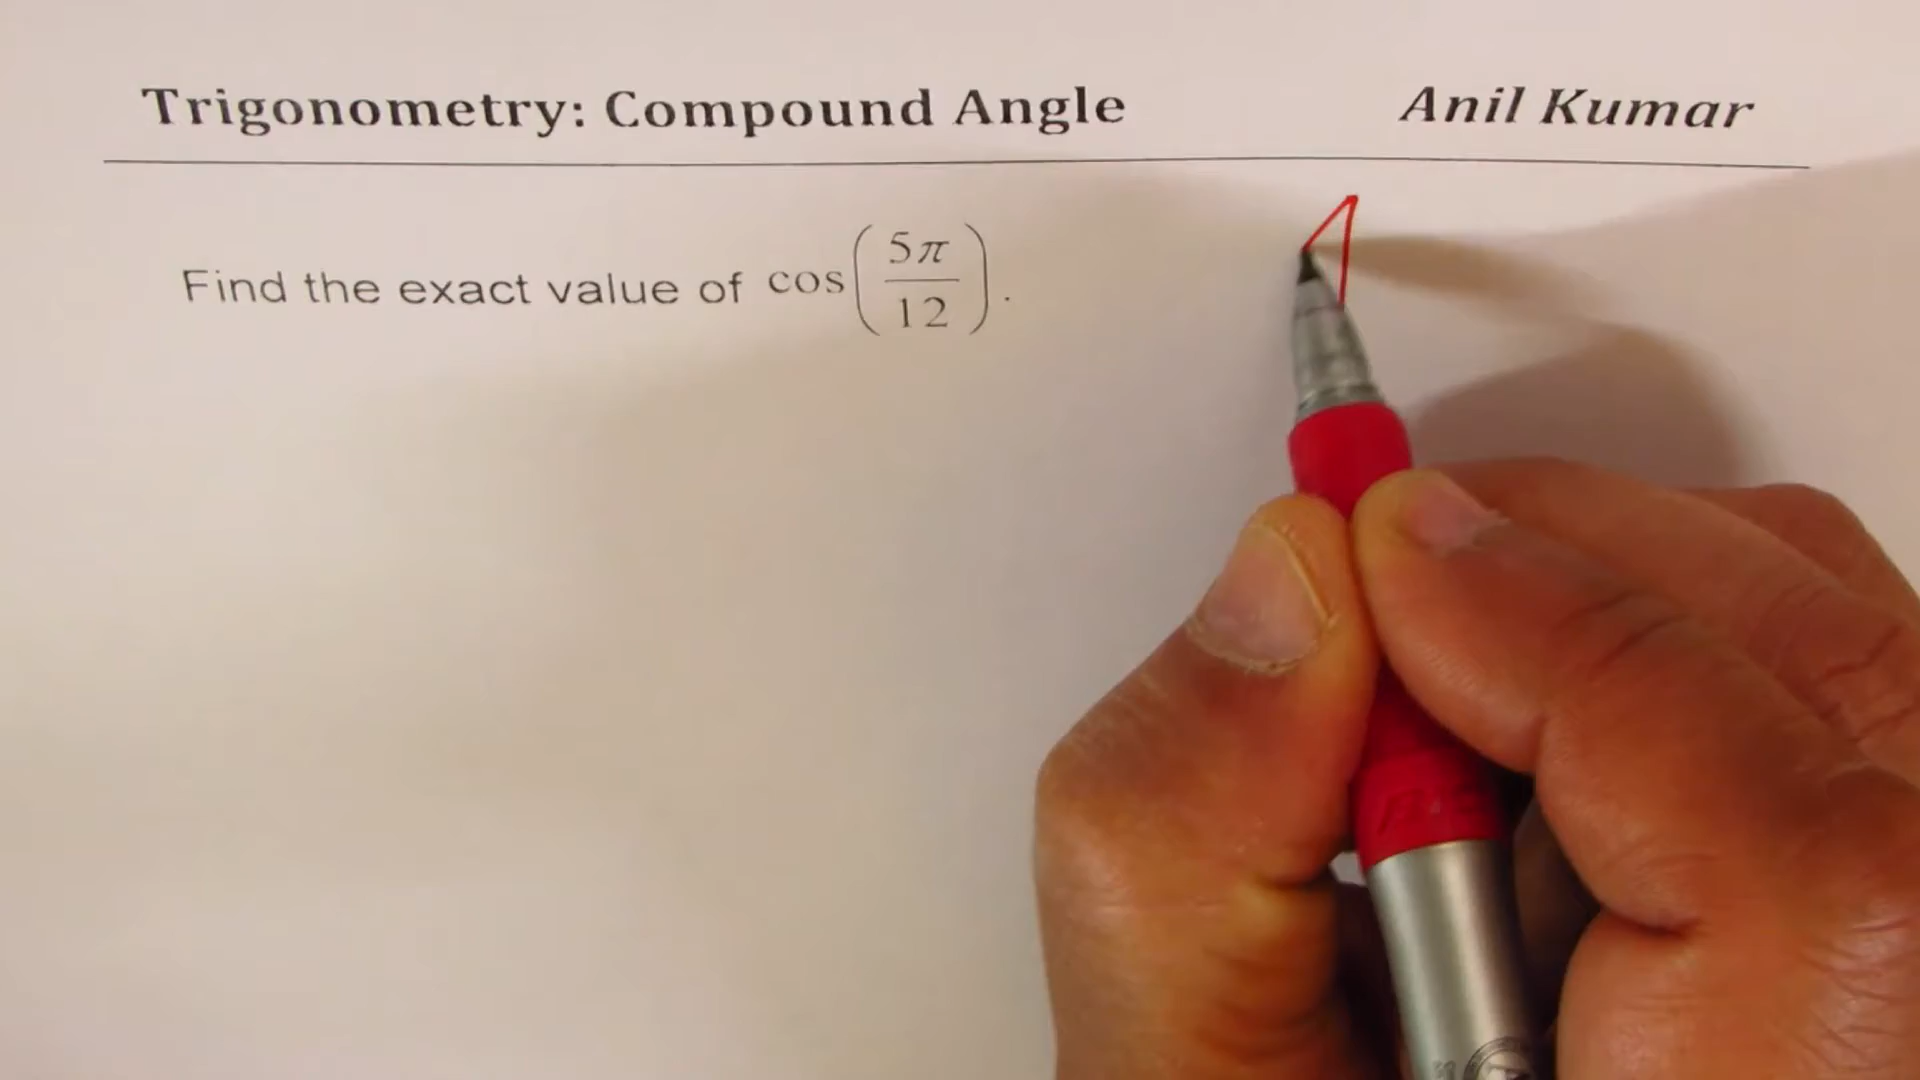 Trigonometry: Compound Angle Anil Kumar
Find the exact value of cos(5π/12).